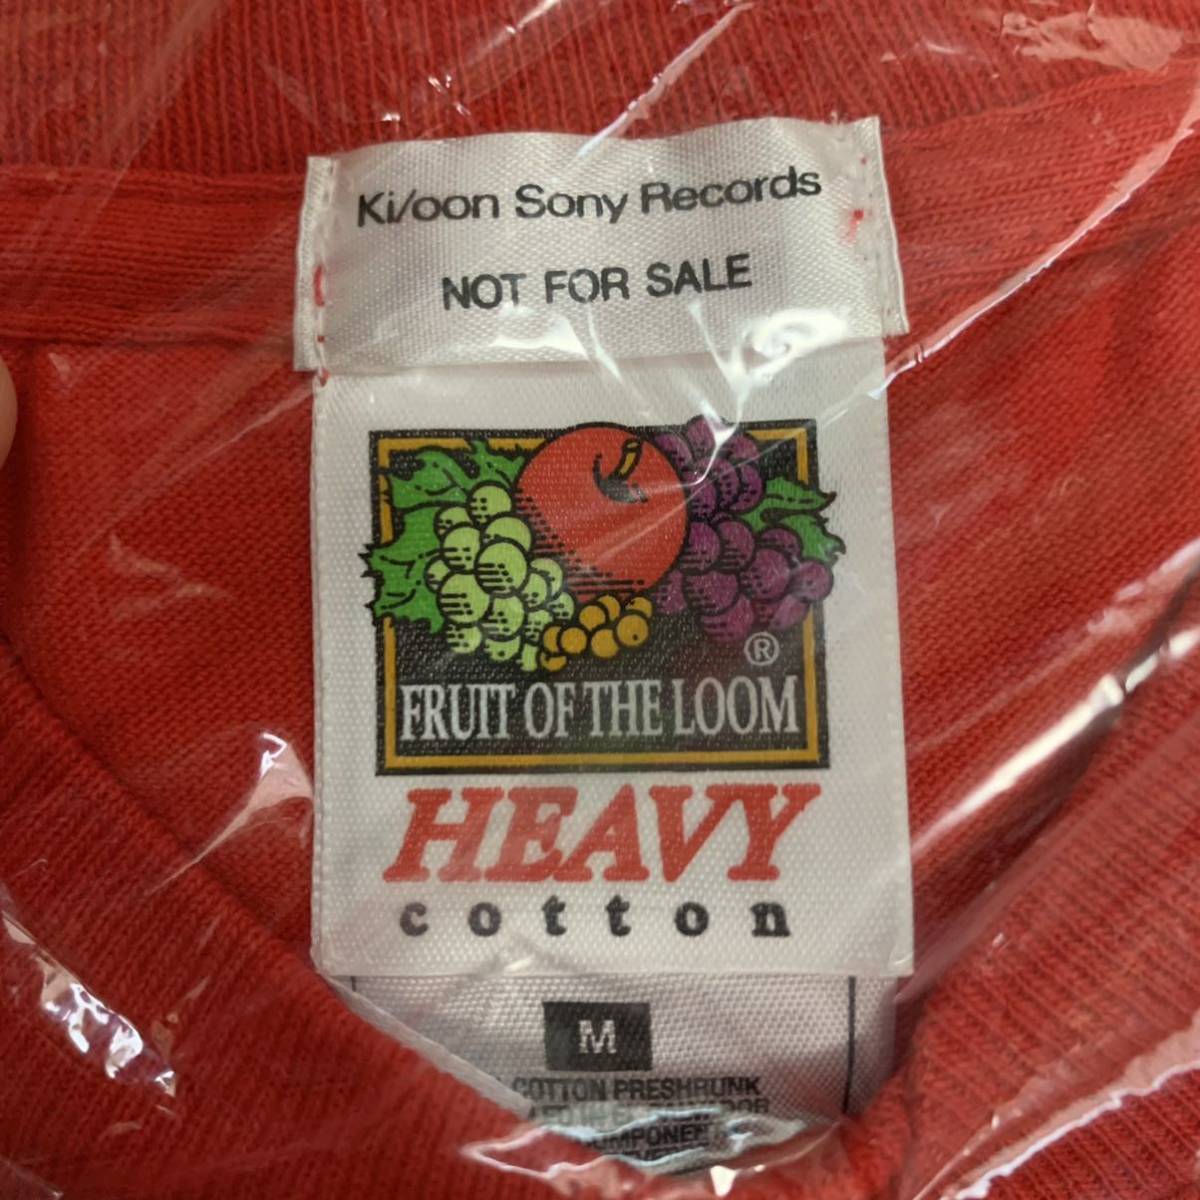 Ki/oon Sony Records
NOT FOR SALE
®
FRUIT OF THE LOOM
HEAVY
cotton
M
COTTON PRESHRUNK